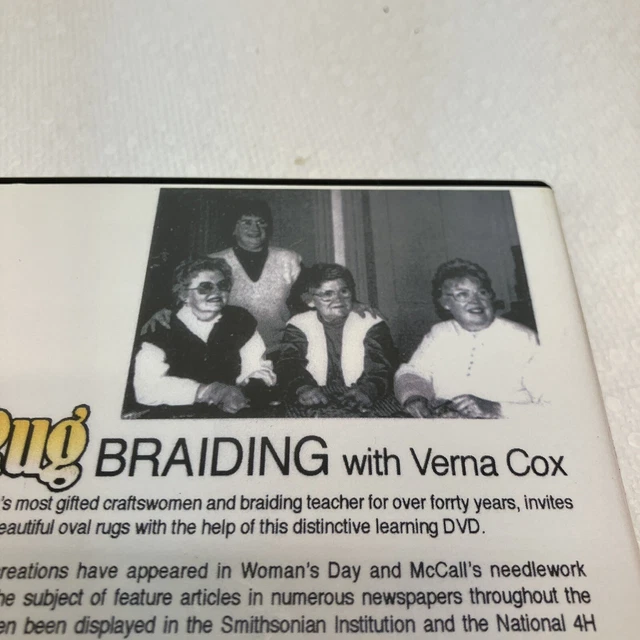 Rug BRAIDING with Verna Cox
's most gifted craftswomen and braiding teacher for over forrty years, invites
eautiful oval rugs with the help of this distinctive learning DVD.
reations have appeared in Woman's Day and McCall's needlework
he subject of feature articles in numerous newspapers throughout the
en been displayed in the Smithsonian Institution and the National 4H